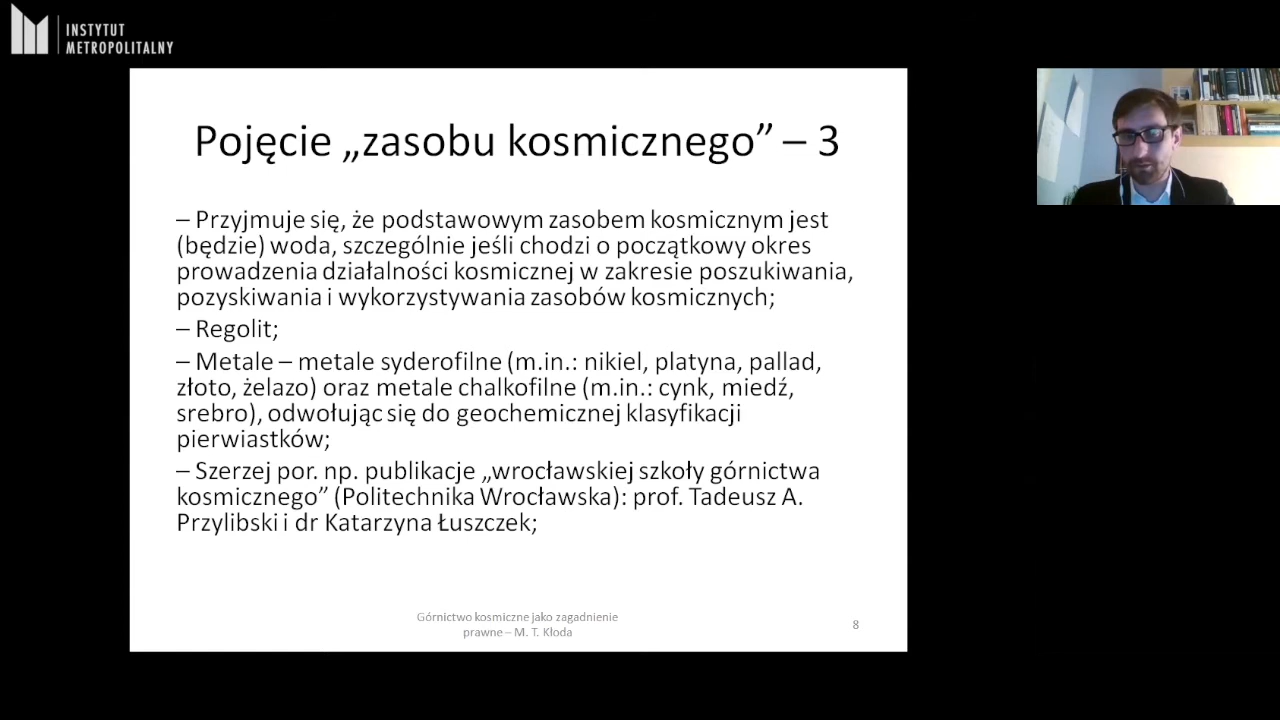 INSTYTUT
METROPOLITALNY
Pojęcie „zasobu kosmicznego” – 3
– Przyjmuje się, że podstawowym zasobem kosmicznym jest
(będzie) woda, szczególnie jeśli chodzi o początkowy okres
prowadzenia działalności kosmicznej w zakresie poszukiwania,
pozyskiwania i wykorzystywania zasobów kosmicznych;
– Regolit;
– Metale – metale syderofilne (m.in.: nikiel, platyna, pallad,
złoto, żelazo) oraz metale chalkofilne (m.in.: cynk, miedź,
srebro), odwołując się do geochemicznej klasyfikacji
pierwiastków;
– Szerzej por. np. publikacje „wrocławskiej szkoły górnictwa
kosmicznego” (Politechnika Wrocławska): prof. Tadeusz A.
Przylibski i dr Katarzyna Łuszczek;
Górnictwo kosmiczne jako zagadnienie
prawne – M. T. Kłoda
8